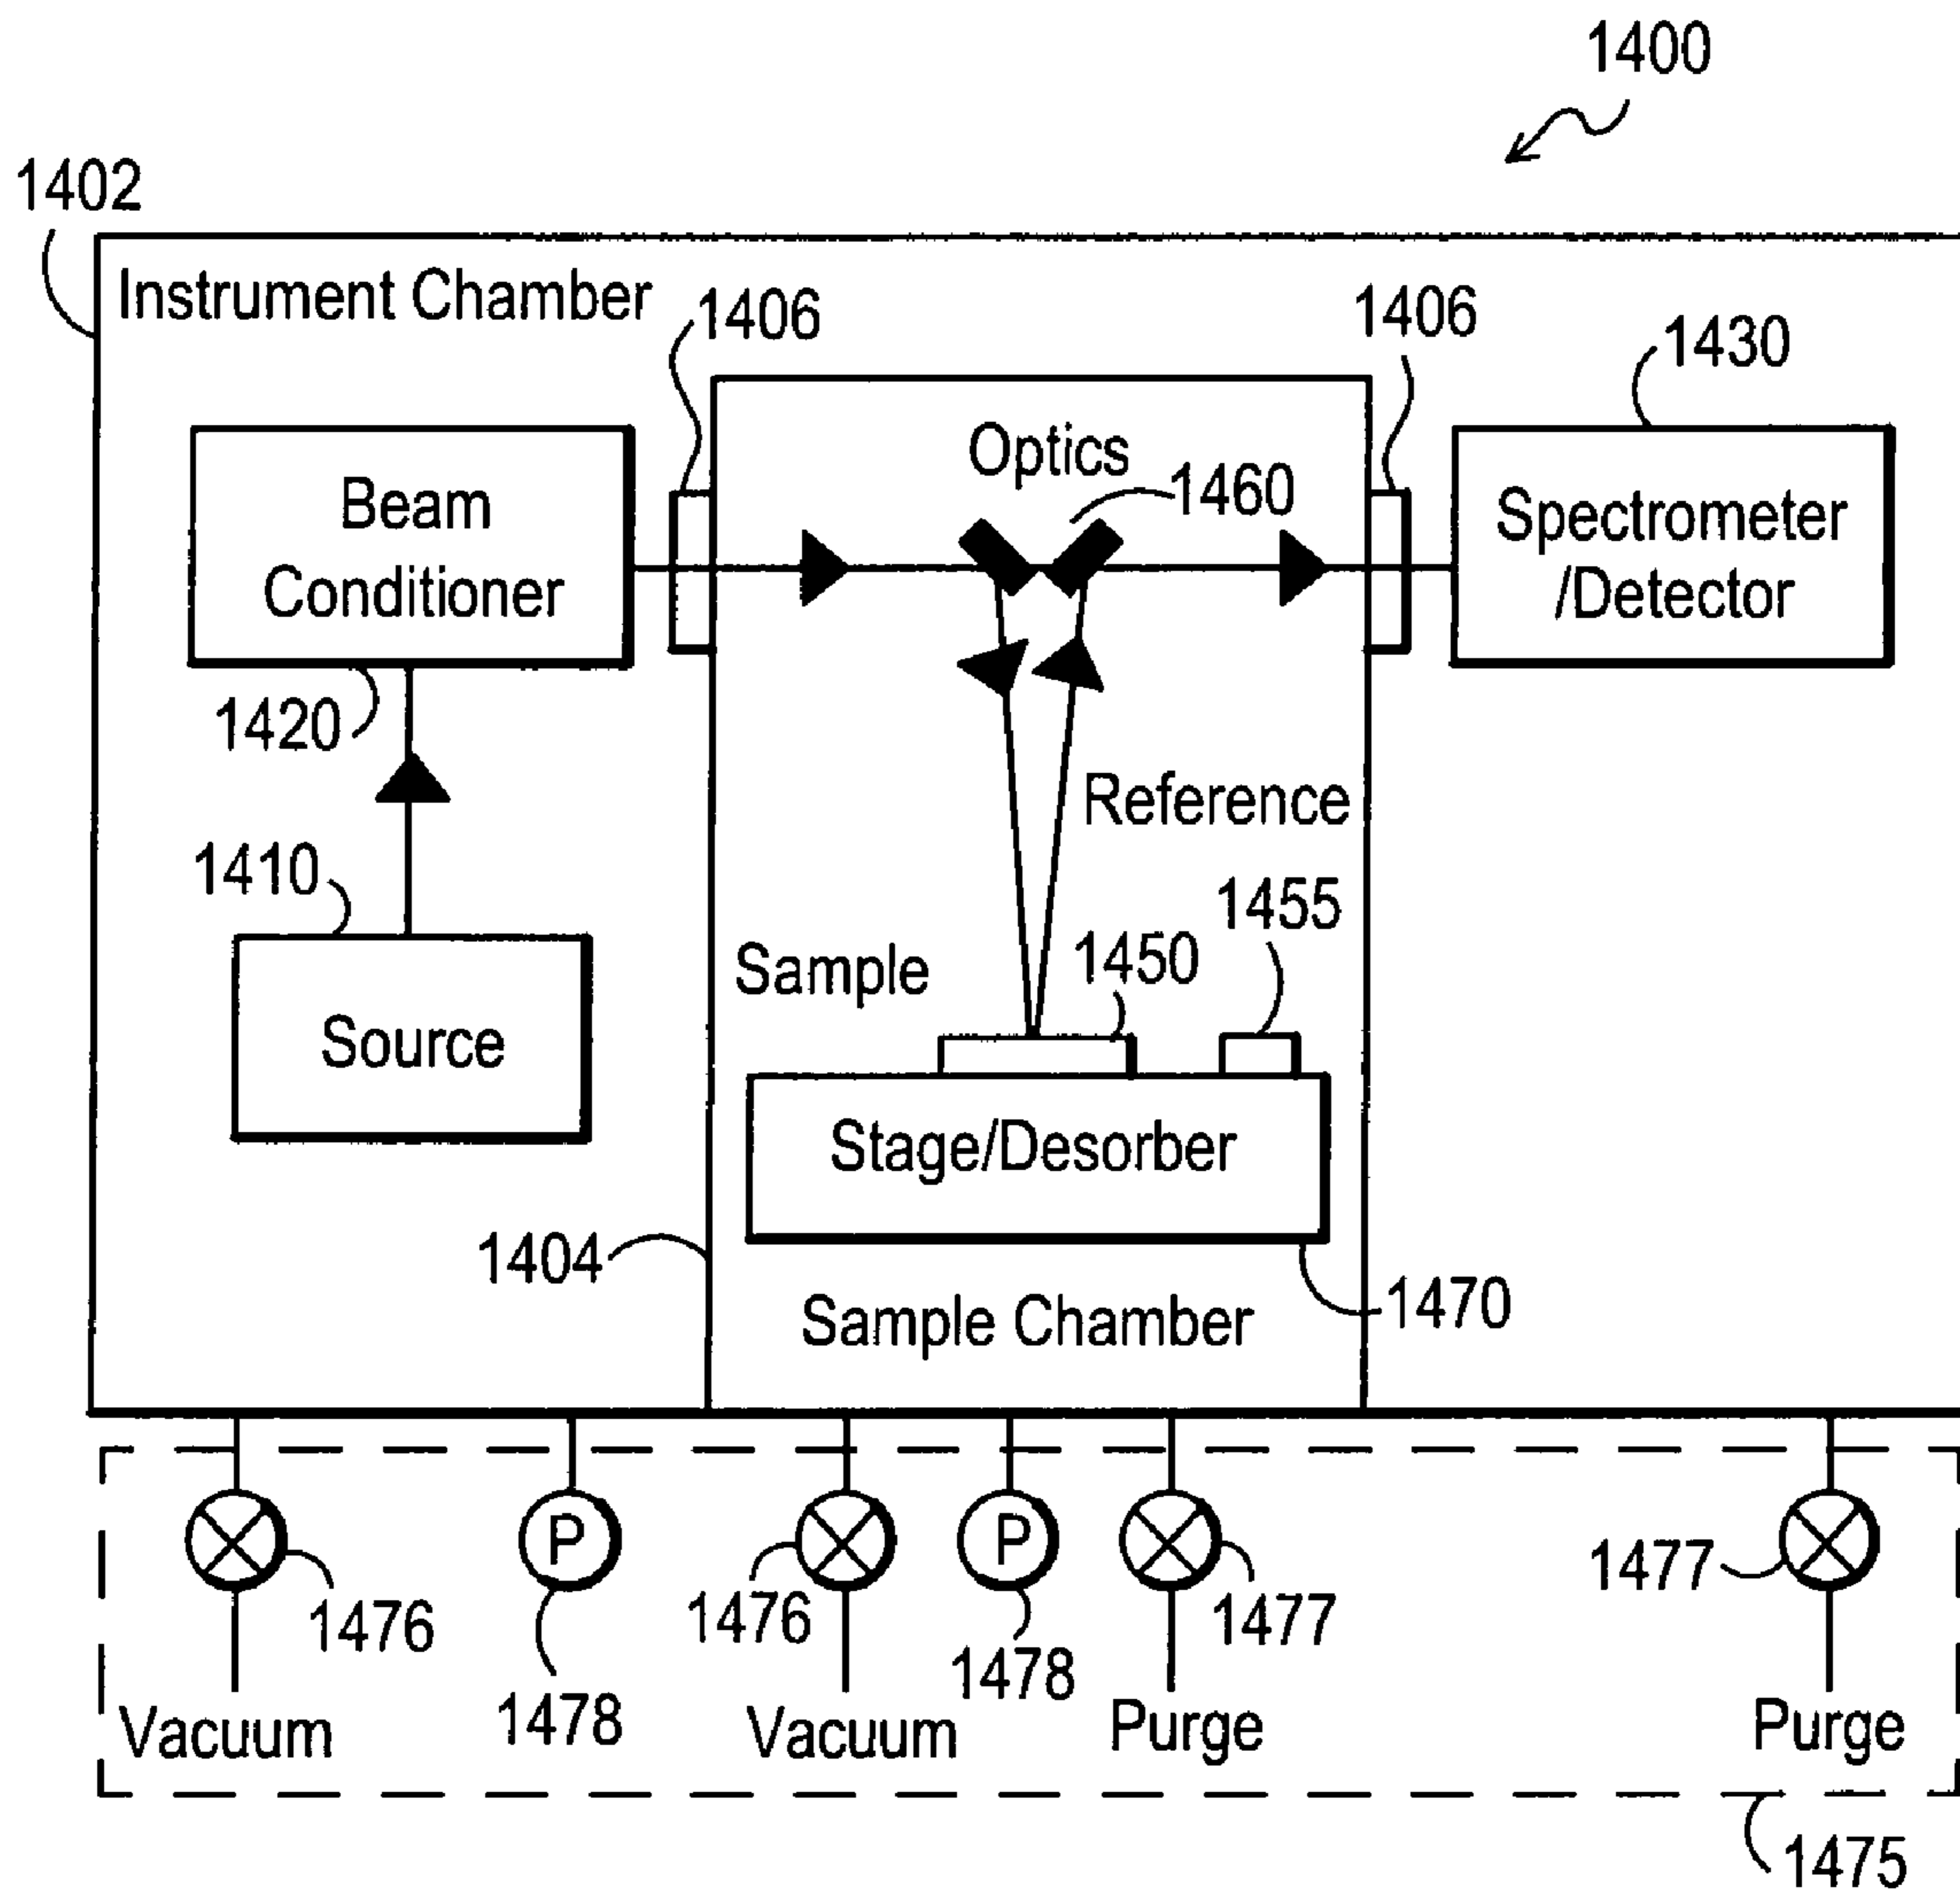 1400
1402
Instrument Chamber
1406
1406
1430
Optics
1460
Beam
Conditioner
Spectrometer
/Detector
1420
Reference
1410
1455
Sample
1450
Source
Stage/Desorber
1404
1470
Sample Chamber
P
P
1476
1478
1476
1478
1477
1477
Vacuum
Vacuum
Purge
Purge
1475